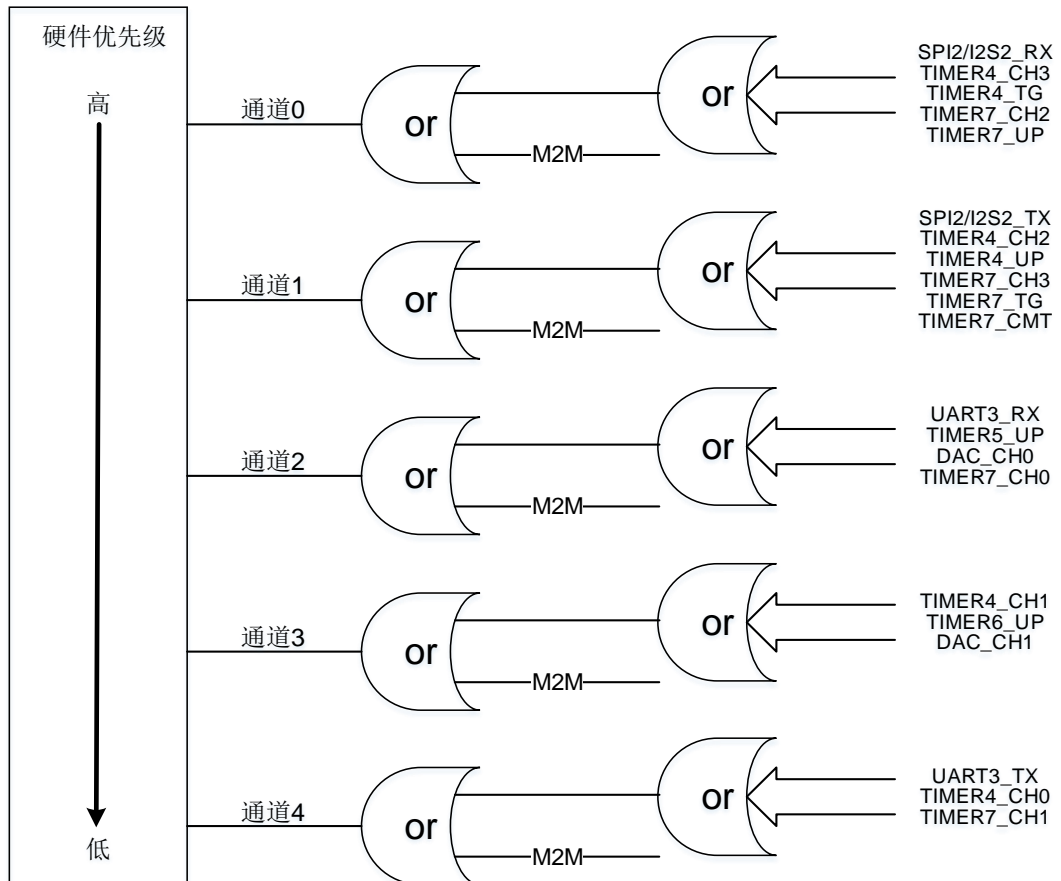 硬件优先级
高
低
通道0
or
M2M
or
SPI2/I2S2_RX
TIMER4_CH3
TIMER4_TG
TIMER7_CH2
TIMER7_UP
通道1
or
M2M
or
SPI2/I2S2_TX
TIMER4_CH2
TIMER4_UP
TIMER7_CH3
TIMER7_TG
TIMER7_CMT
通道2
or
M2M
or
UART3_RX
TIMER5_UP
DAC_CH0
TIMER7_CH0
通道3
or
M2M
or
TIMER4_CH1
TIMER6_UP
DAC_CH1
通道4
or
M2M
or
UART3_TX
TIMER4_CH0
TIMER7_CH1